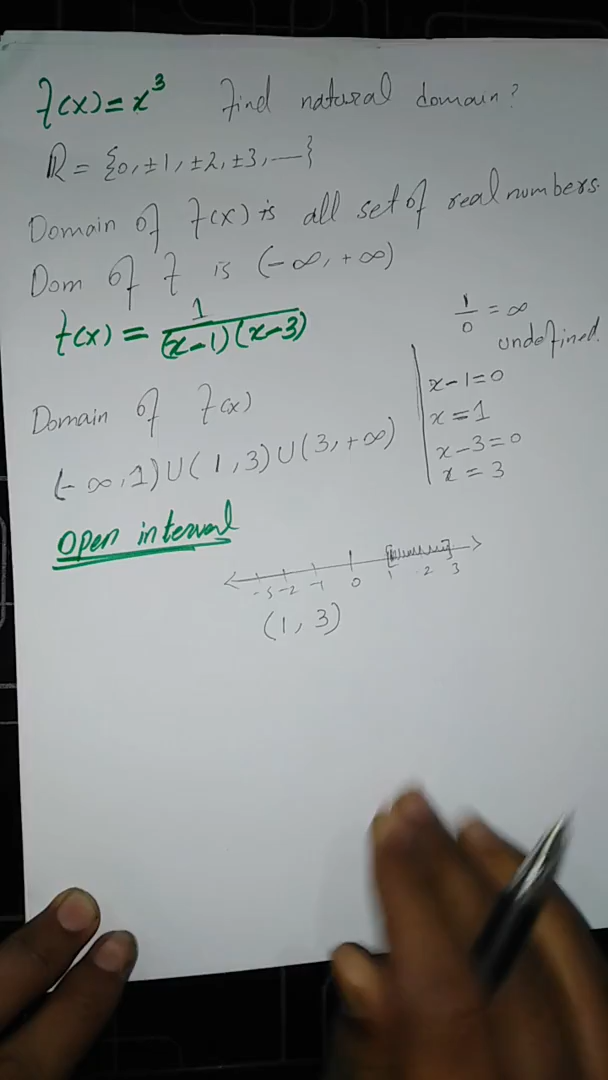 f(x) = x³ Find natural domain?
ℝ = {0, ±1, ±2, ±3, —}
Domain of f(x) is all set of real numbers.
Dom of f is (-∞, +∞)
f(x) = 1/(x-1)(x-3)
1/0 = ∞
undefined.
x-1=0
x = 1
x-3=0
x = 3
Domain of f(x)
(-∞, 1) U (1, 3) U (3, +∞)
Open interval
-3 -2 -1 0 1 2 3
(1, 3)